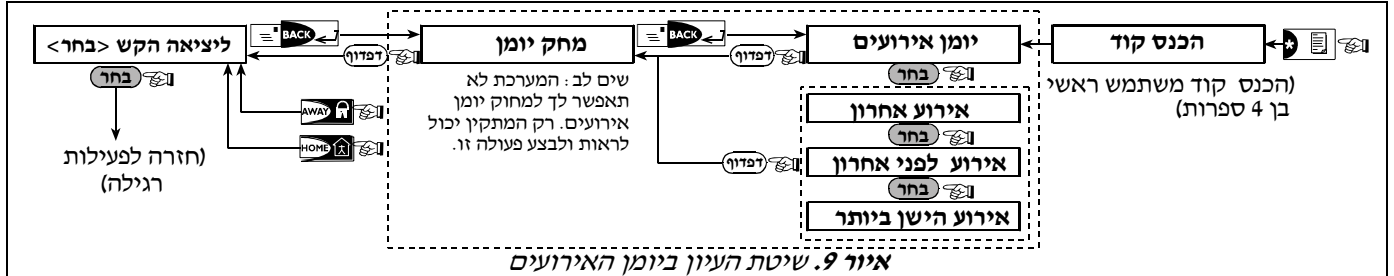 הכנס קוד
(הכנס קוד משתמש ראשי
בן 4 ספרות)
יומן אירועים
בחר
אירוע אחרון
בחר
אירוע לפני אחרון
בחר
אירוע הישן ביותר
דפדוף
דפדוף
BACK
מחק יומן
שים לב: המערכת לא
תאפשר לך למחוק יומן
אירועים. רק המתקין יכול
לראות ולבצע פעולה זו.
דפדוף
BACK
ליציאה הקש <בחר>
בחר
AWAY
HOME
(חזרה לפעילות
רגילה)
איור 9. שיטת העיון ביומן האירועים